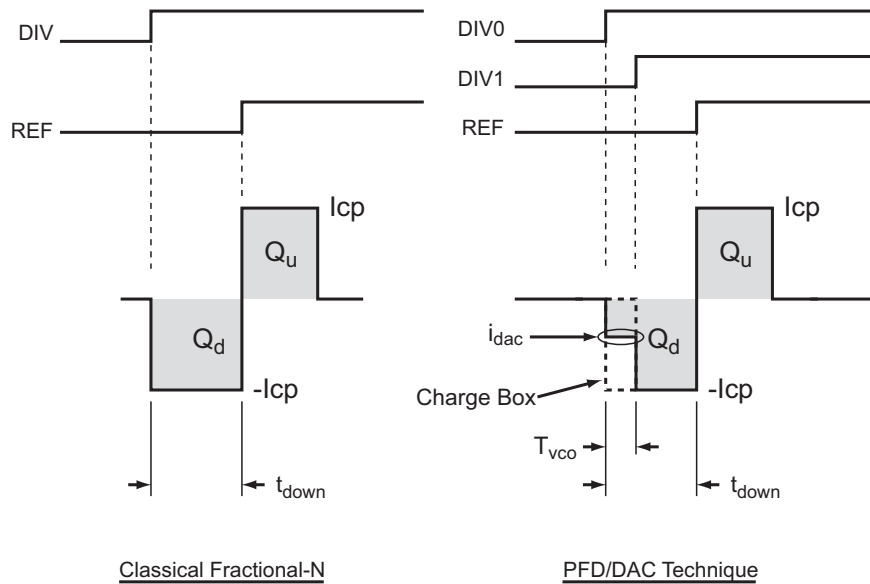 DIV
REF
Icp
Q_u
Q_d
-Icp
t_down
Classical Fractional-N
DIV0
DIV1
REF
Icp
Q_u
i_dac
Q_d
Charge Box
-Icp
T_vco
t_down
PFD/DAC Technique